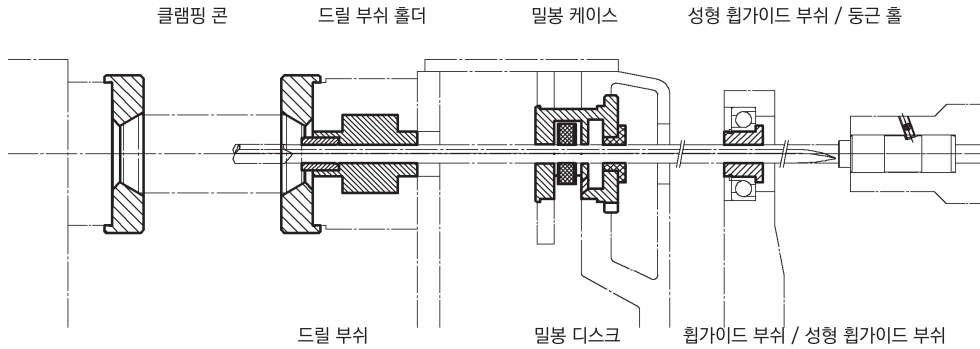 클램핑 콘
드릴 부쉬 홀더
밀봉 케이스
성형 휩가이드 부쉬 / 둥근 홀
드릴 부쉬
밀봉 디스크
휩가이드 부쉬 / 성형 휩가이드 부쉬